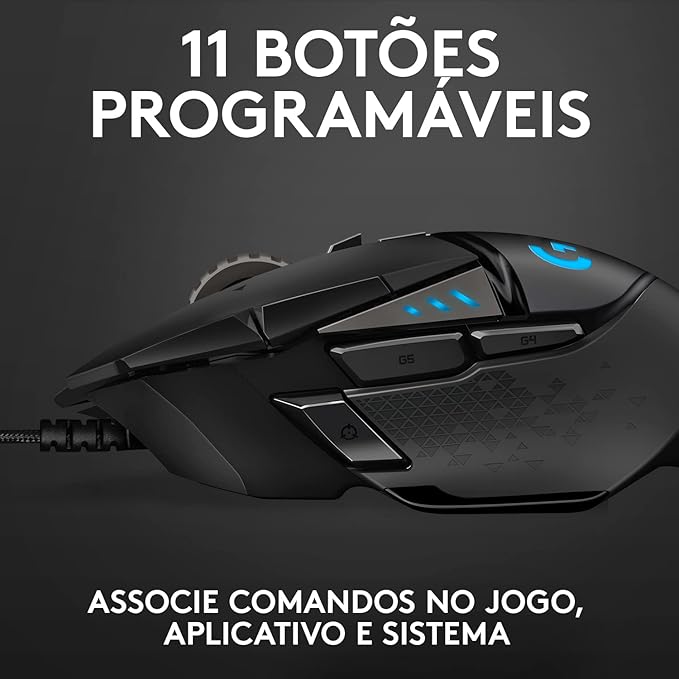 11 BOTÕES
PROGRAMÁVEIS
G5
G4
ASSOCIE COMANDOS NO JOGO,
APLICATIVO E SISTEMA